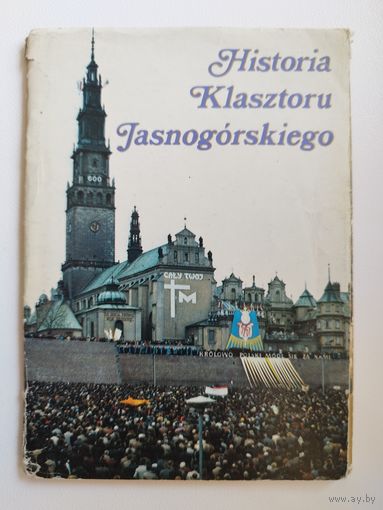 Historia
Klasztoru
Jasnogórskiego
600
CAŁY TWÓJ
M
KRÓLOWO POLSKI MÓDL SIĘ ZA NAMI
www.ay.by